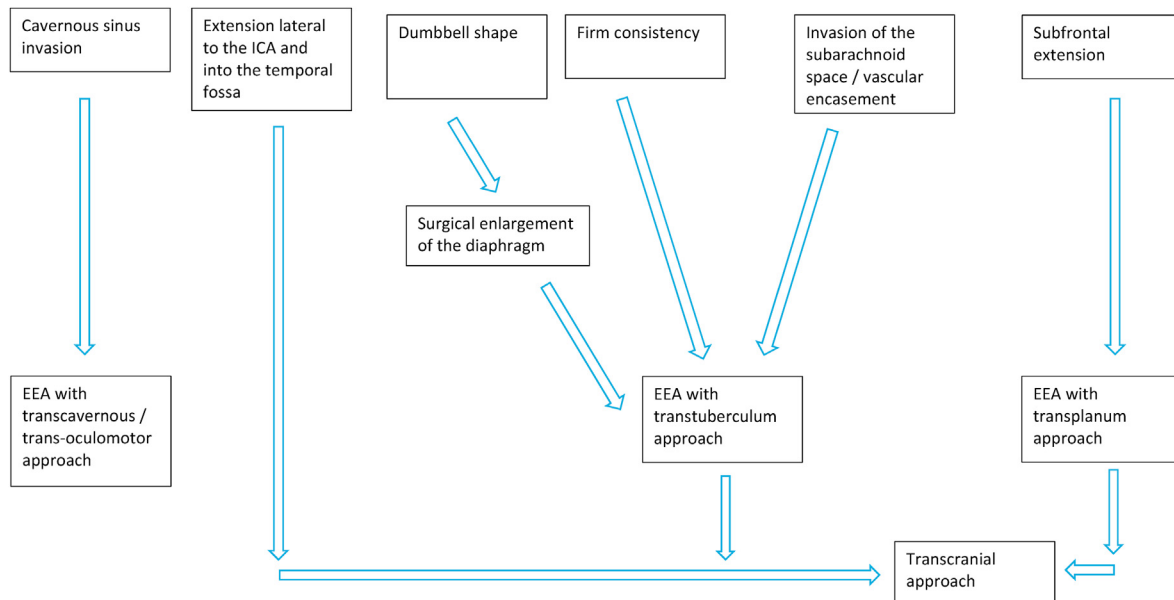 Cavernous sinus
invasion
Extension lateral
to the ICA and
into the temporal
fossa
Dumbbell shape
Firm consistency
Invasion of the
subarachnoid
space / vascular
encasement
Subfrontal
extension
Surgical enlargement
of the diaphragm
EEA with
transcavernous /
trans-oculomotor
approach
EEA with
transtuberculum
approach
EEA with
transplanum
approach
Transcranial
approach